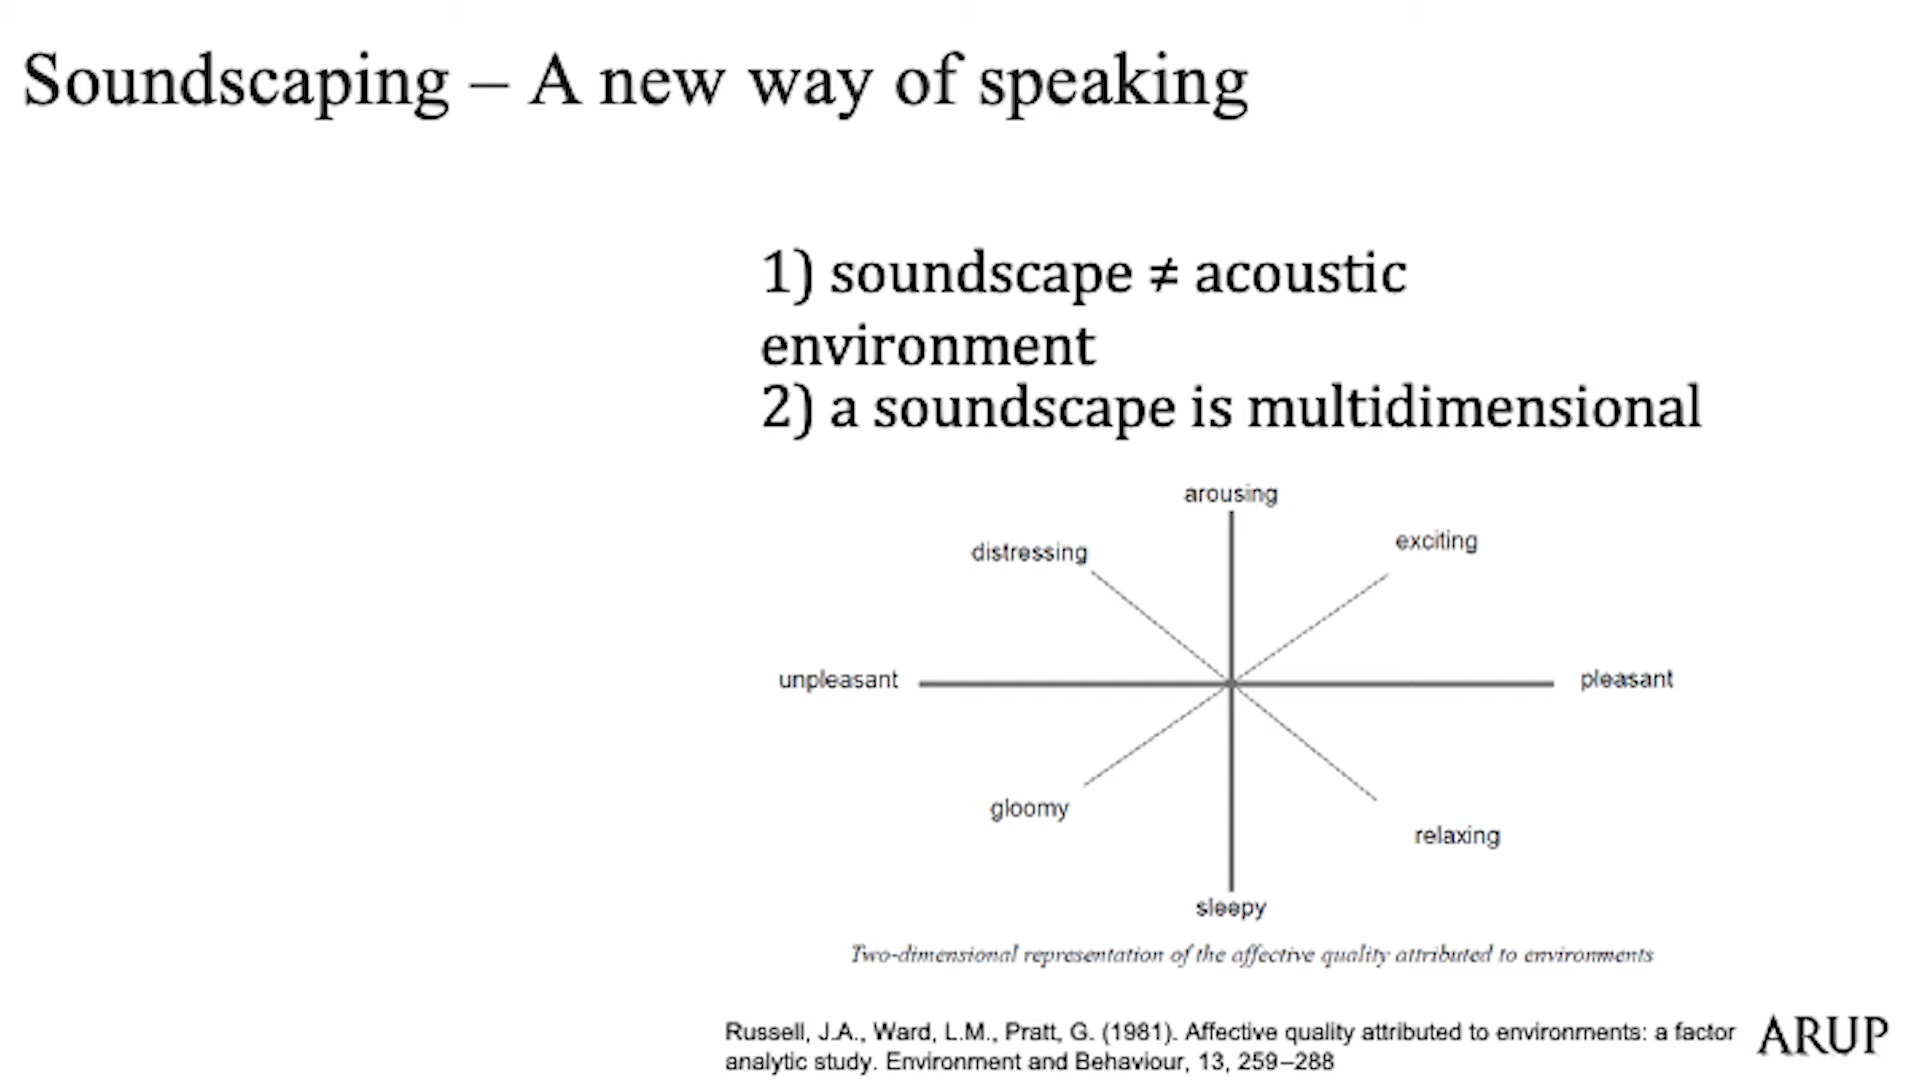 Soundscaping – A new way of speaking
1) soundscape ≠ acoustic
environment
2) a soundscape is multidimensional
arousing
distressing
exciting
unpleasant
pleasant
gloomy
relaxing
sleepy
Two-dimensional representation of the affective quality attributed to environments
Russell, J.A., Ward, L.M., Pratt, G. (1981). Affective quality attributed to environments: a factor
analytic study. Environment and Behaviour, 13, 259–288
ARUP